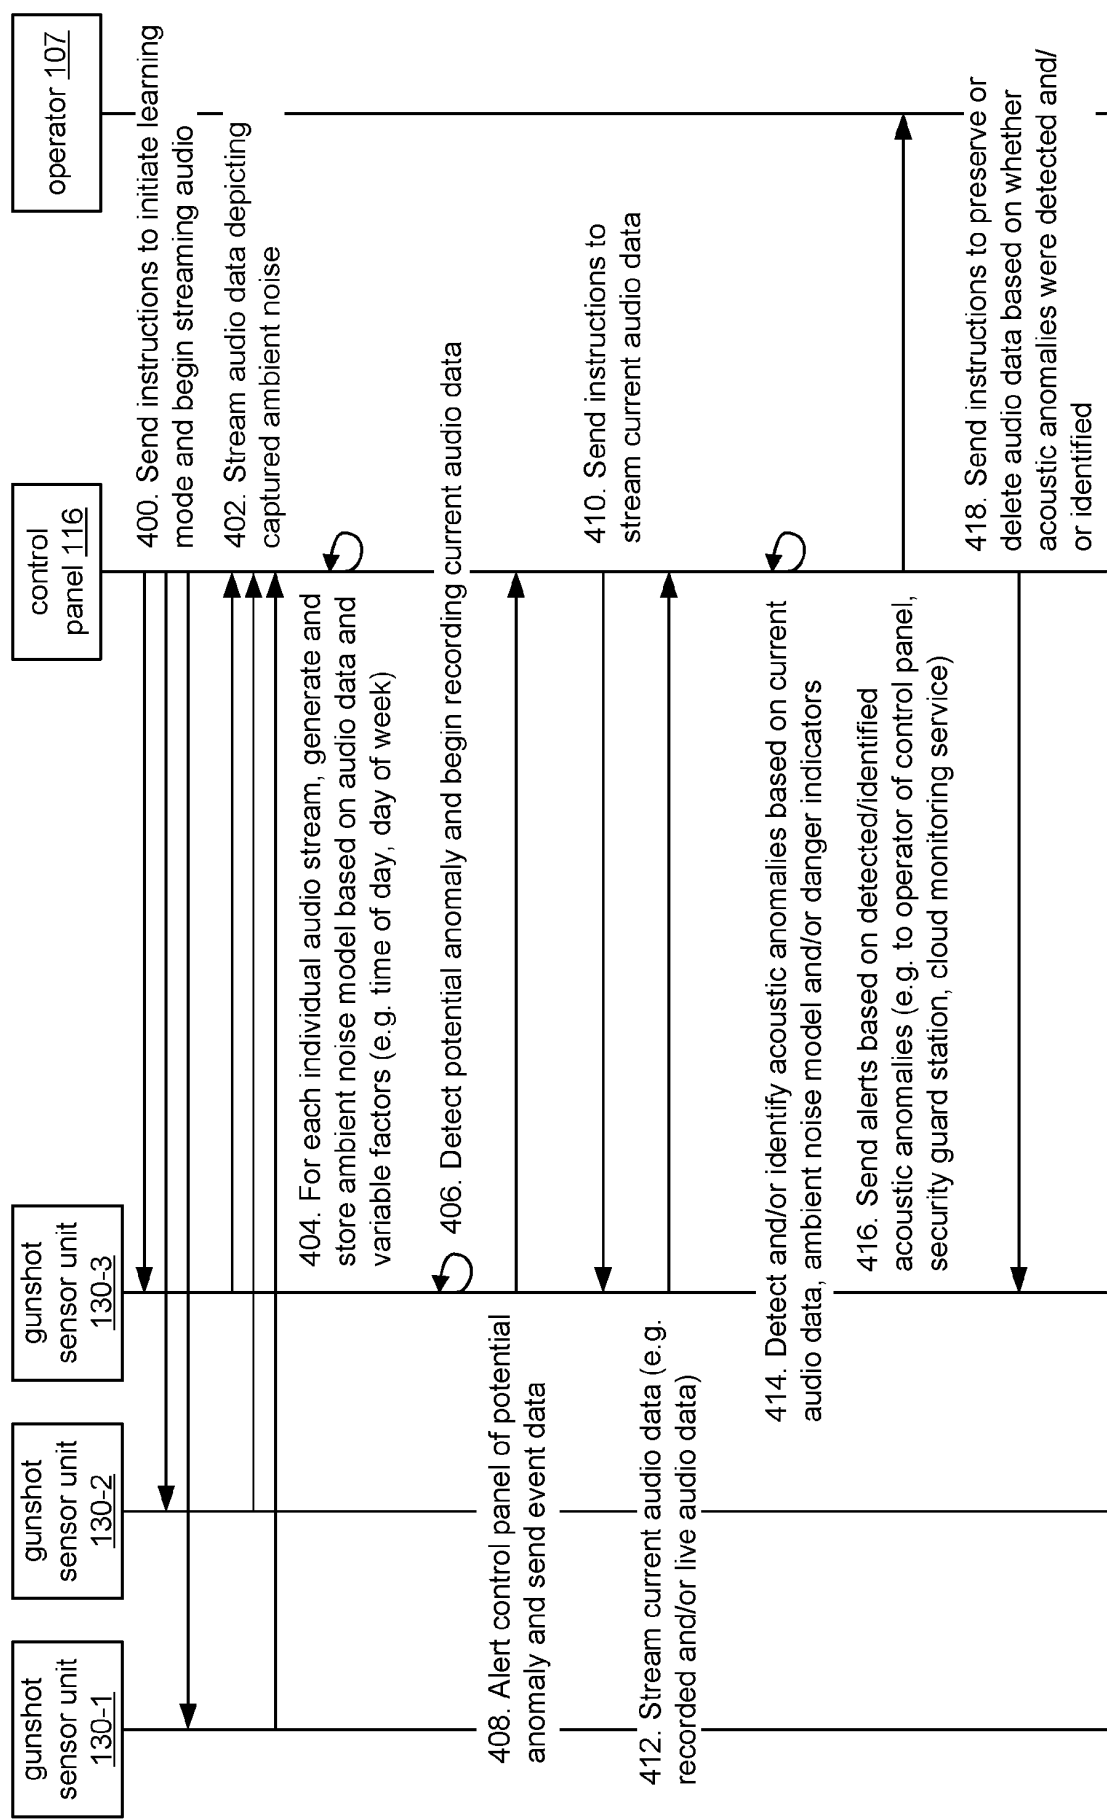 gunshot
sensor unit
130-1
gunshot
sensor unit
130-2
gunshot
sensor unit
130-3
control
panel 116
operator 107
400. Send instructions to initiate learning
mode and begin streaming audio
402. Stream audio data depicting
captured ambient noise
404. For each individual audio stream, generate and
store ambient noise model based on audio data and
variable factors (e.g. time of day, day of week)
406. Detect potential anomaly and begin recording current audio data
408. Alert control panel of potential
anomaly and send event data
410. Send instructions to
stream current audio data
412. Stream current audio data (e.g.
recorded and/or live audio data)
414. Detect and/or identify acoustic anomalies based on current
audio data, ambient noise model and/or danger indicators
416. Send alerts based on detected/identified
acoustic anomalies (e.g. to operator of control panel,
security guard station, cloud monitoring service)
418. Send instructions to preserve or
delete audio data based on whether
acoustic anomalies were detected and/
or identified